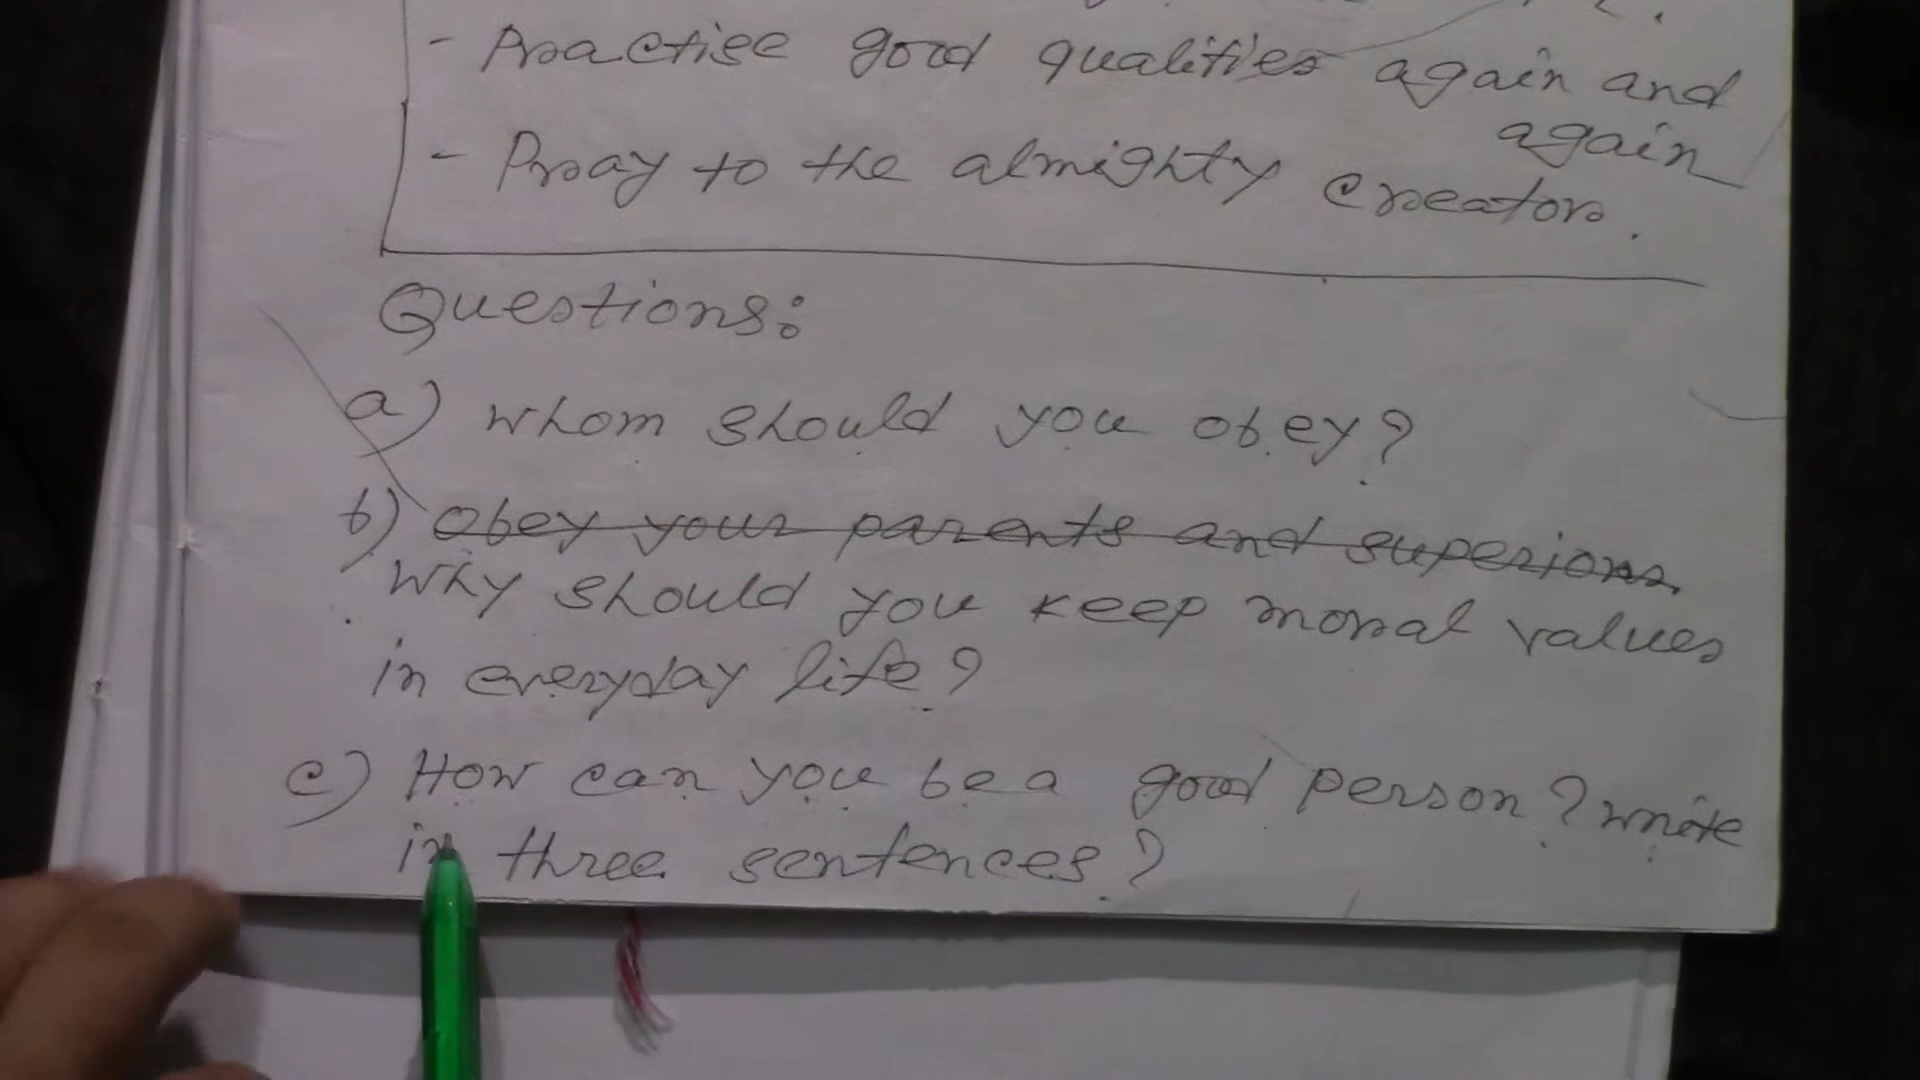 - Practise good qualities again and
again
- Pray to the almighty creator.
Questions:
a) whom should you obey?
b) Obey your parents and superiors.
Why should you keep moral values
in everyday life?
c) How can you be a good person? write
in three sentences?